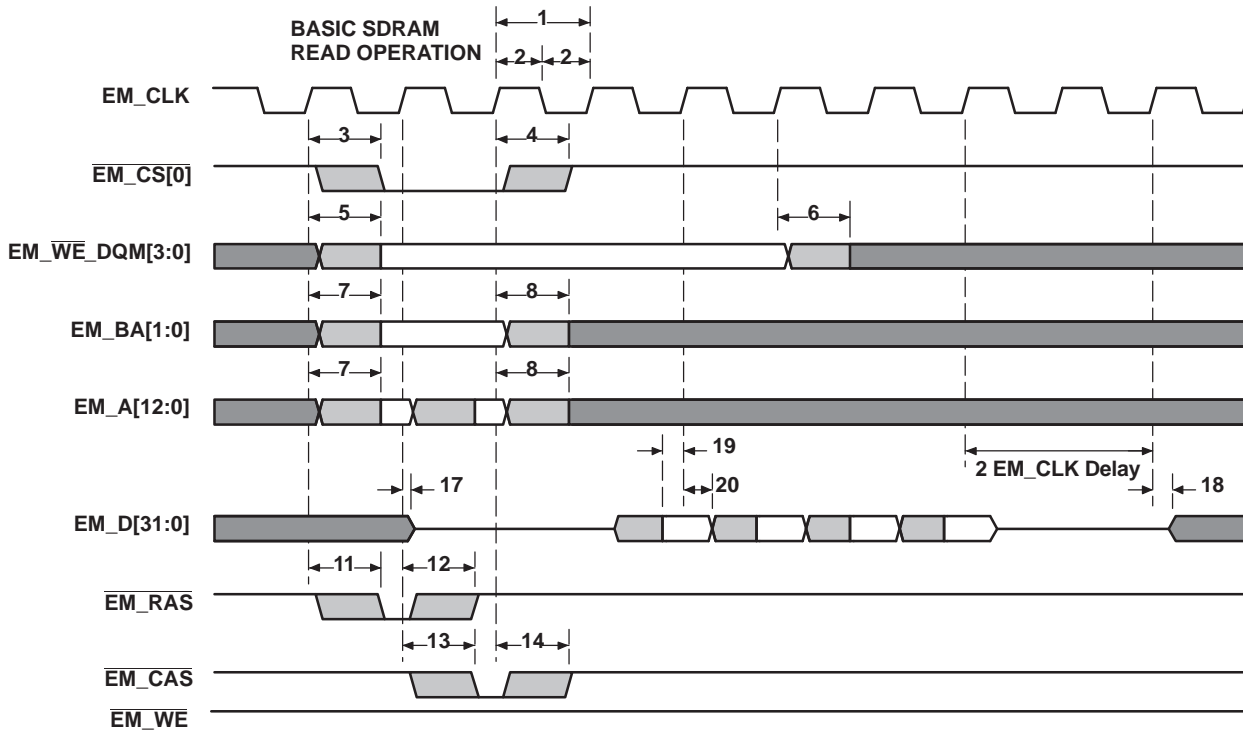 BASIC SDRAM
READ OPERATION
1
2 2
EM_CLK
3 4
EM_CS[0]
5 6
EM_WE_DQM[3:0]
7 8
EM_BA[1:0]
7 8
EM_A[12:0]
19
2 EM_CLK Delay
17 20 18
EM_D[31:0]
11 12
EM_RAS
13 14
EM_CAS
EM_WE